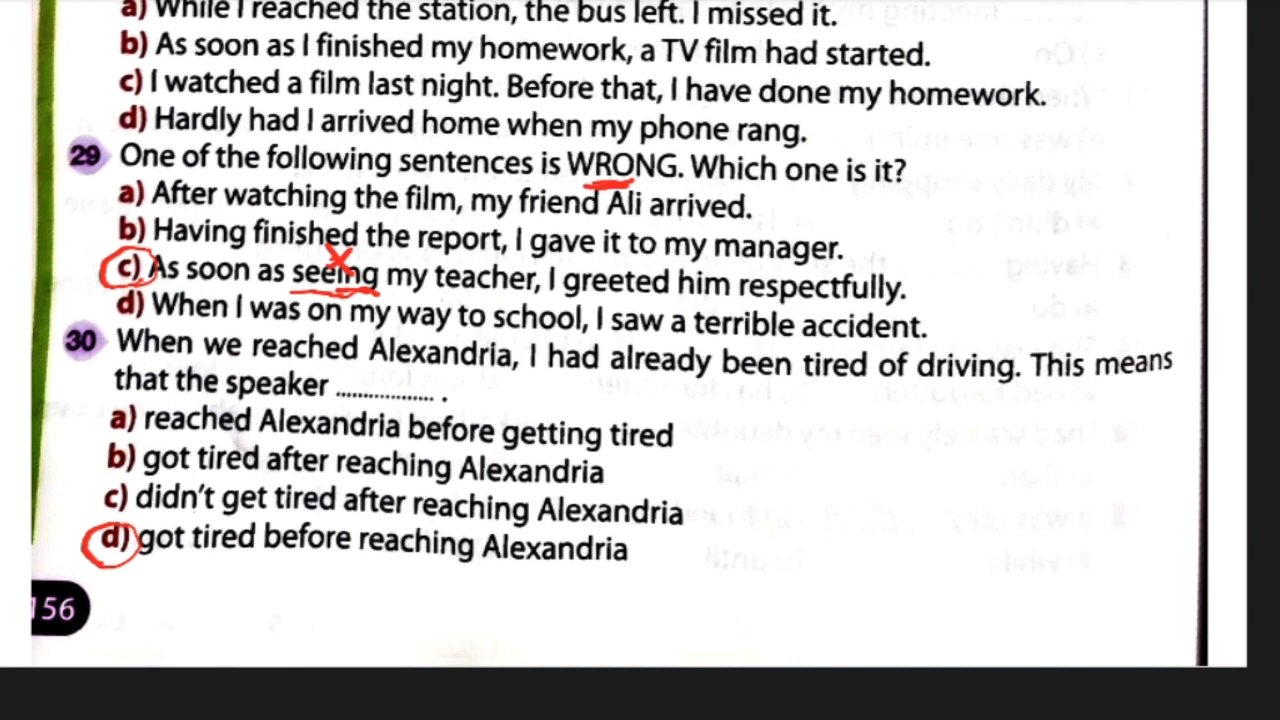 a) While I reached the station, the bus left. I missed it.
b) As soon as I finished my homework, a TV film had started.
c) I watched a film last night. Before that, I have done my homework.
d) Hardly had I arrived home when my phone rang.
29 One of the following sentences is WRONG. Which one is it?
a) After watching the film, my friend Ali arrived.
b) Having finished the report, I gave it to my manager.
c) As soon as seeing my teacher, I greeted him respectfully.
d) When I was on my way to school, I saw a terrible accident.
30 When we reached Alexandria, I had already been tired of driving. This means
that the speaker .................. .
a) reached Alexandria before getting tired
b) got tired after reaching Alexandria
c) didn't get tired after reaching Alexandria
d) got tired before reaching Alexandria
156